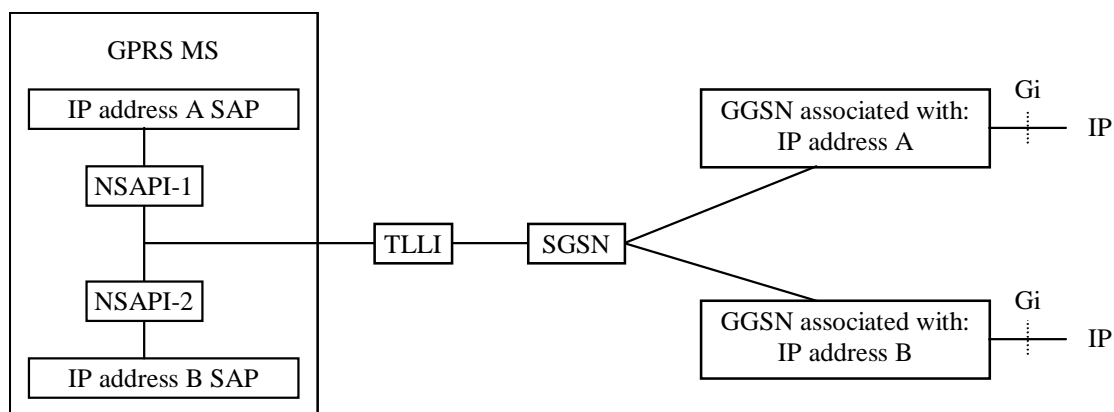 GPRS MS
IP address A SAP
NSAPI-1
NSAPI-2
IP address B SAP
TLLI
SGSN
GGSN associated with:
IP address A
Gi
IP
GGSN associated with:
IP address B
Gi
IP